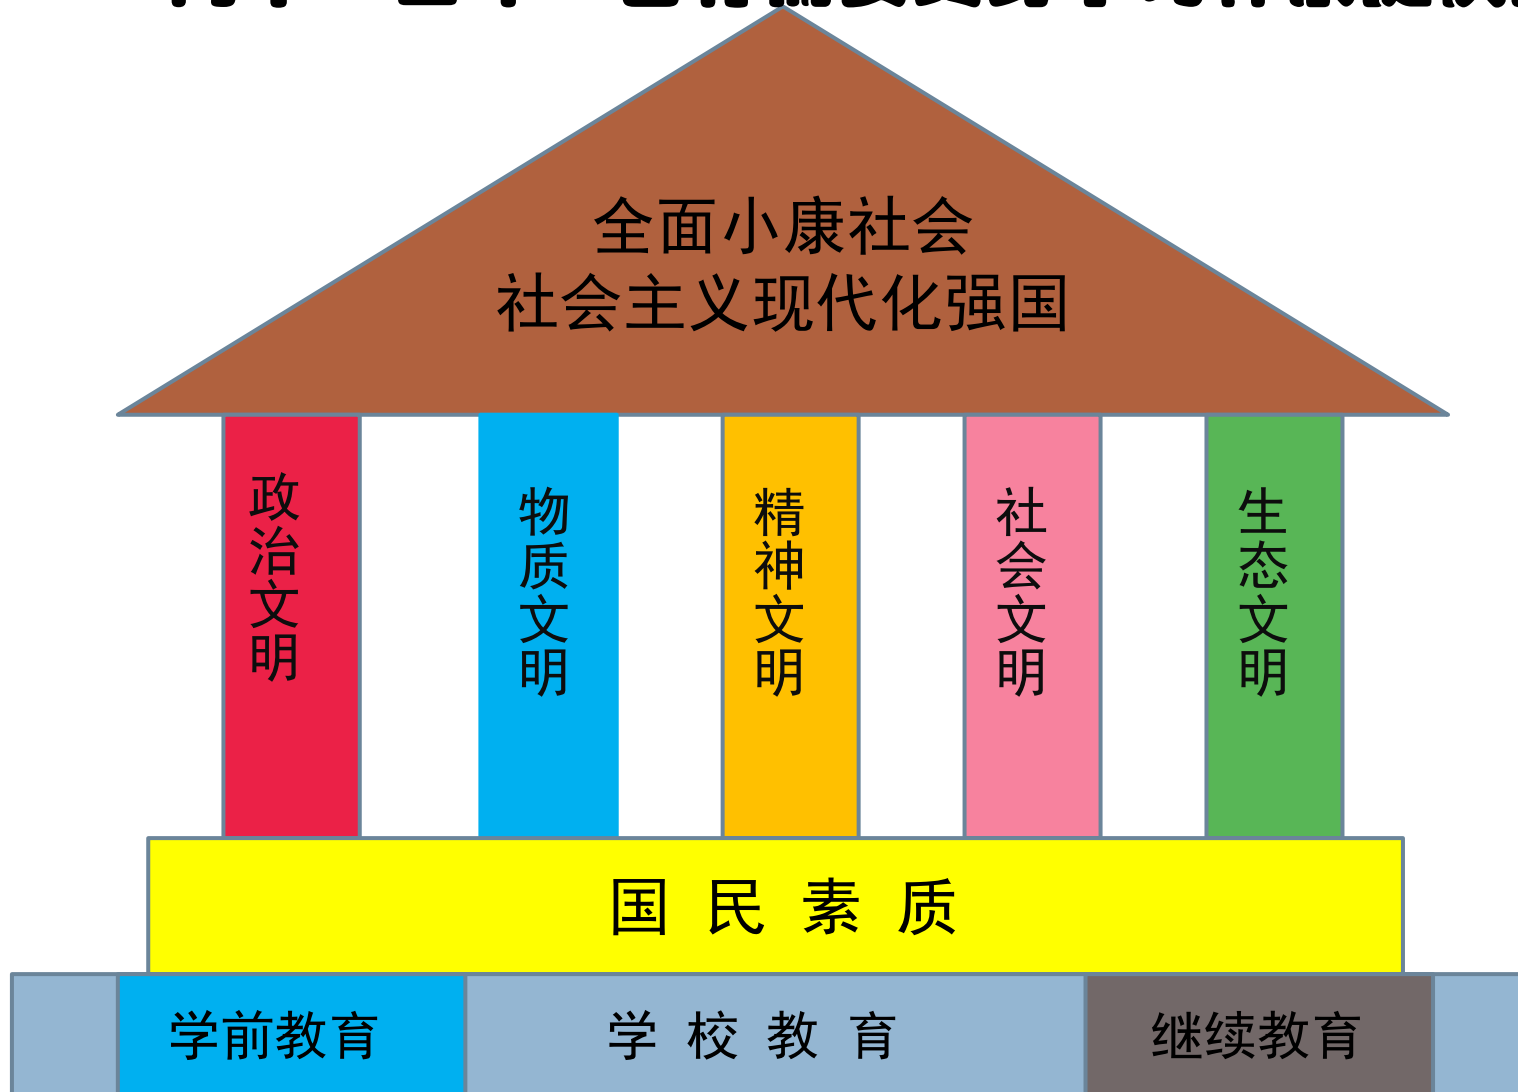 全面小康社会
社会主义现代化强国
政治文明
物质文明
精神文明
社会文明
生态文明
国 民 素 质
学前教育
学 校 教 育
继续教育